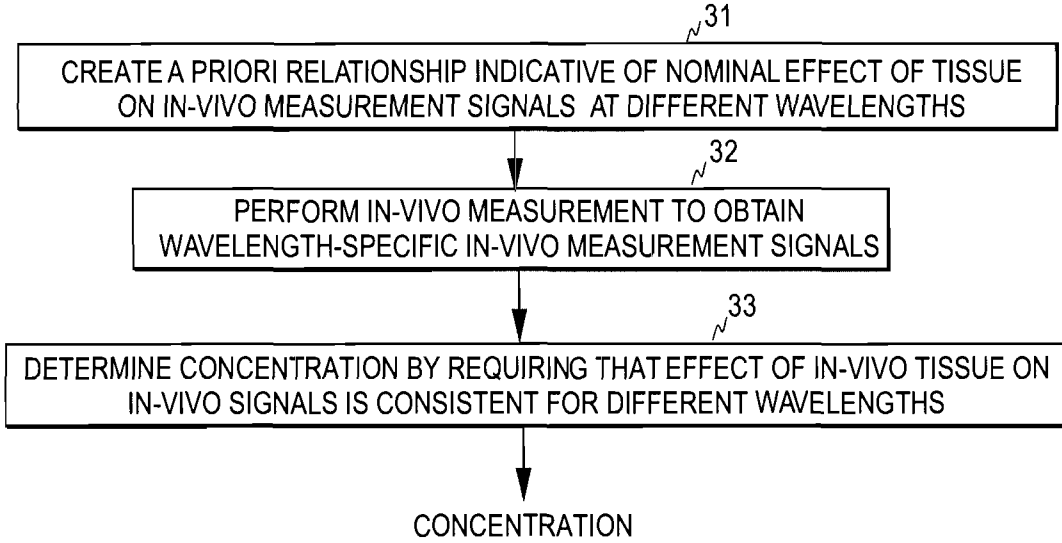 31
CREATE A PRIORI RELATIONSHIP INDICATIVE OF NOMINAL EFFECT OF TISSUE
ON IN-VIVO MEASUREMENT SIGNALS AT DIFFERENT WAVELENGTHS
32
PERFORM IN-VIVO MEASUREMENT TO OBTAIN
WAVELENGTH-SPECIFIC IN-VIVO MEASUREMENT SIGNALS
33
DETERMINE CONCENTRATION BY REQUIRING THAT EFFECT OF IN-VIVO TISSUE ON
IN-VIVO SIGNALS IS CONSISTENT FOR DIFFERENT WAVELENGTHS
CONCENTRATION